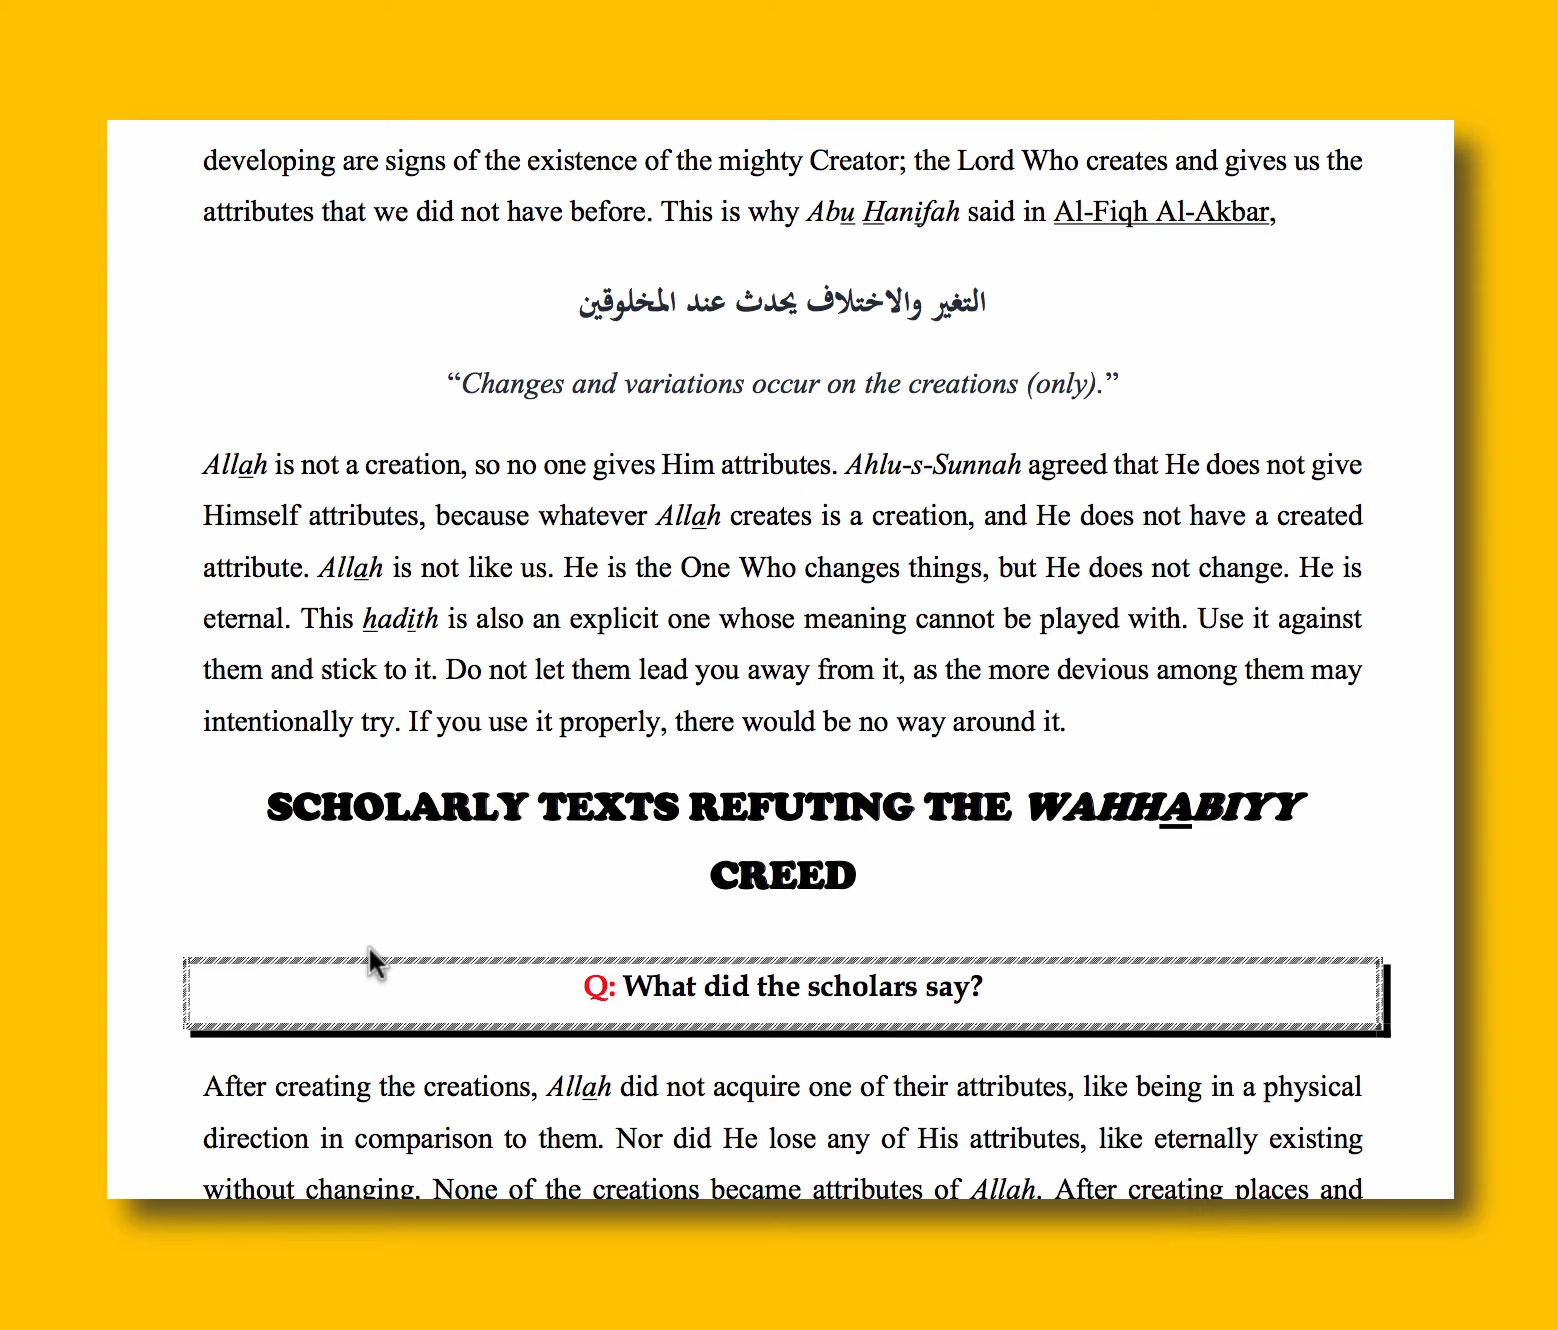 developing are signs of the existence of the mighty Creator; the Lord Who creates and gives us the
attributes that we did not have before. This is why Abu Hanifah said in Al-Fiqh Al-Akbar,
التغير والاختلاف يحدث عند المخلوقين
“Changes and variations occur on the creations (only).”
Allah is not a creation, so no one gives Him attributes. Ahlu-s-Sunnah agreed that He does not give
Himself attributes, because whatever Allah creates is a creation, and He does not have a created
attribute. Allah is not like us. He is the One Who changes things, but He does not change. He is
eternal. This hadith is also an explicit one whose meaning cannot be played with. Use it against
them and stick to it. Do not let them lead you away from it, as the more devious among them may
intentionally try. If you use it properly, there would be no way around it.
SCHOLARLY TEXTS REFUTING THE WAHHABIYY
CREED
Q: What did the scholars say?
After creating the creations, Allah did not acquire one of their attributes, like being in a physical
direction in comparison to them. Nor did He lose any of His attributes, like eternally existing
without changing. None of the creations became attributes of Allah. After creating places and